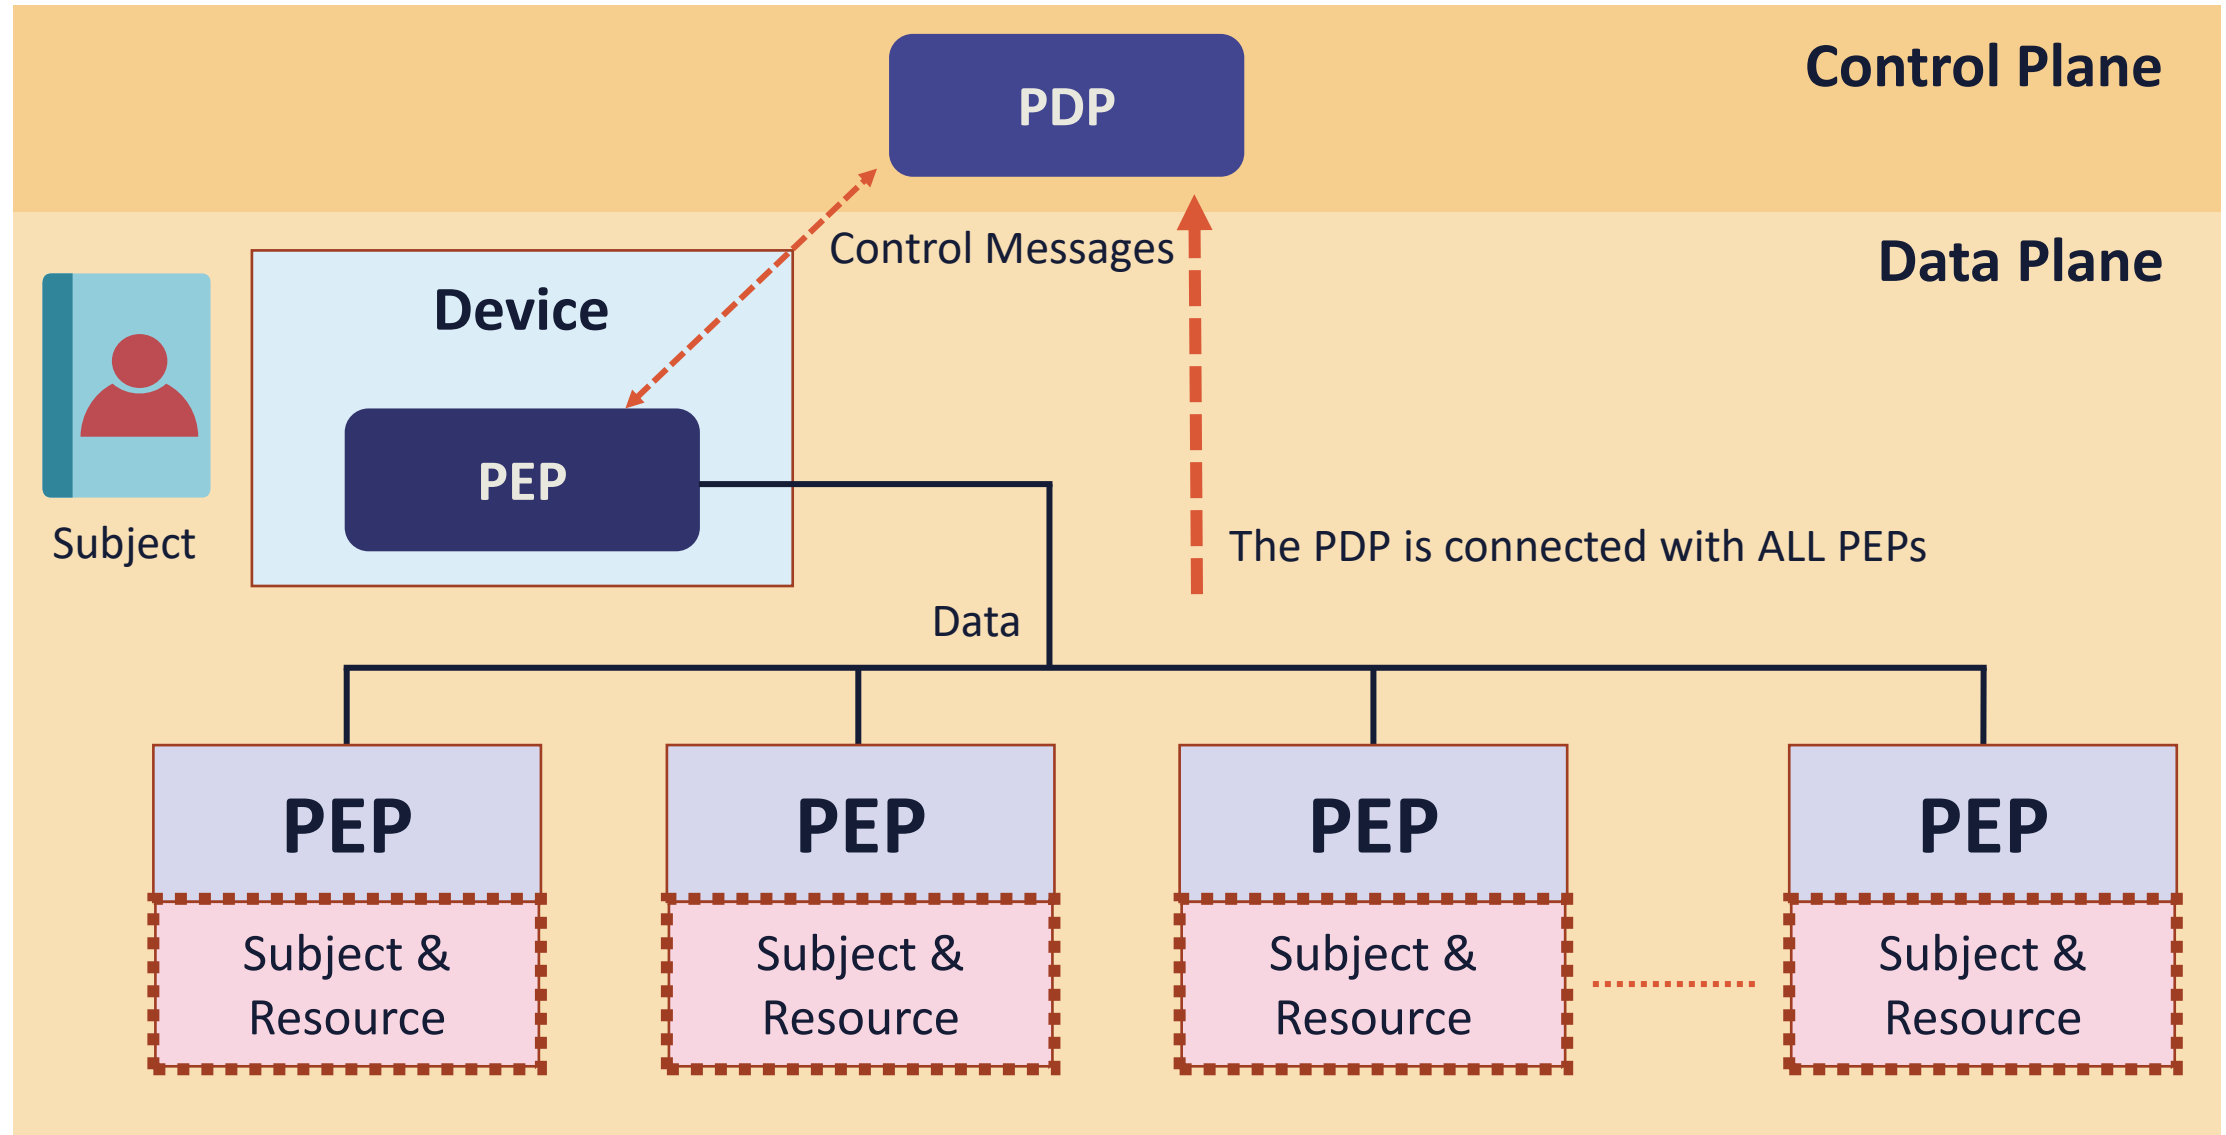 Control Plane
PDP
Data Plane
Control Messages
Device
PEP
Subject
The PDP is connected with ALL PEPs
Data
PEP
PEP
PEP
PEP
Subject &
Resource
Subject &
Resource
Subject &
Resource
Subject &
Resource